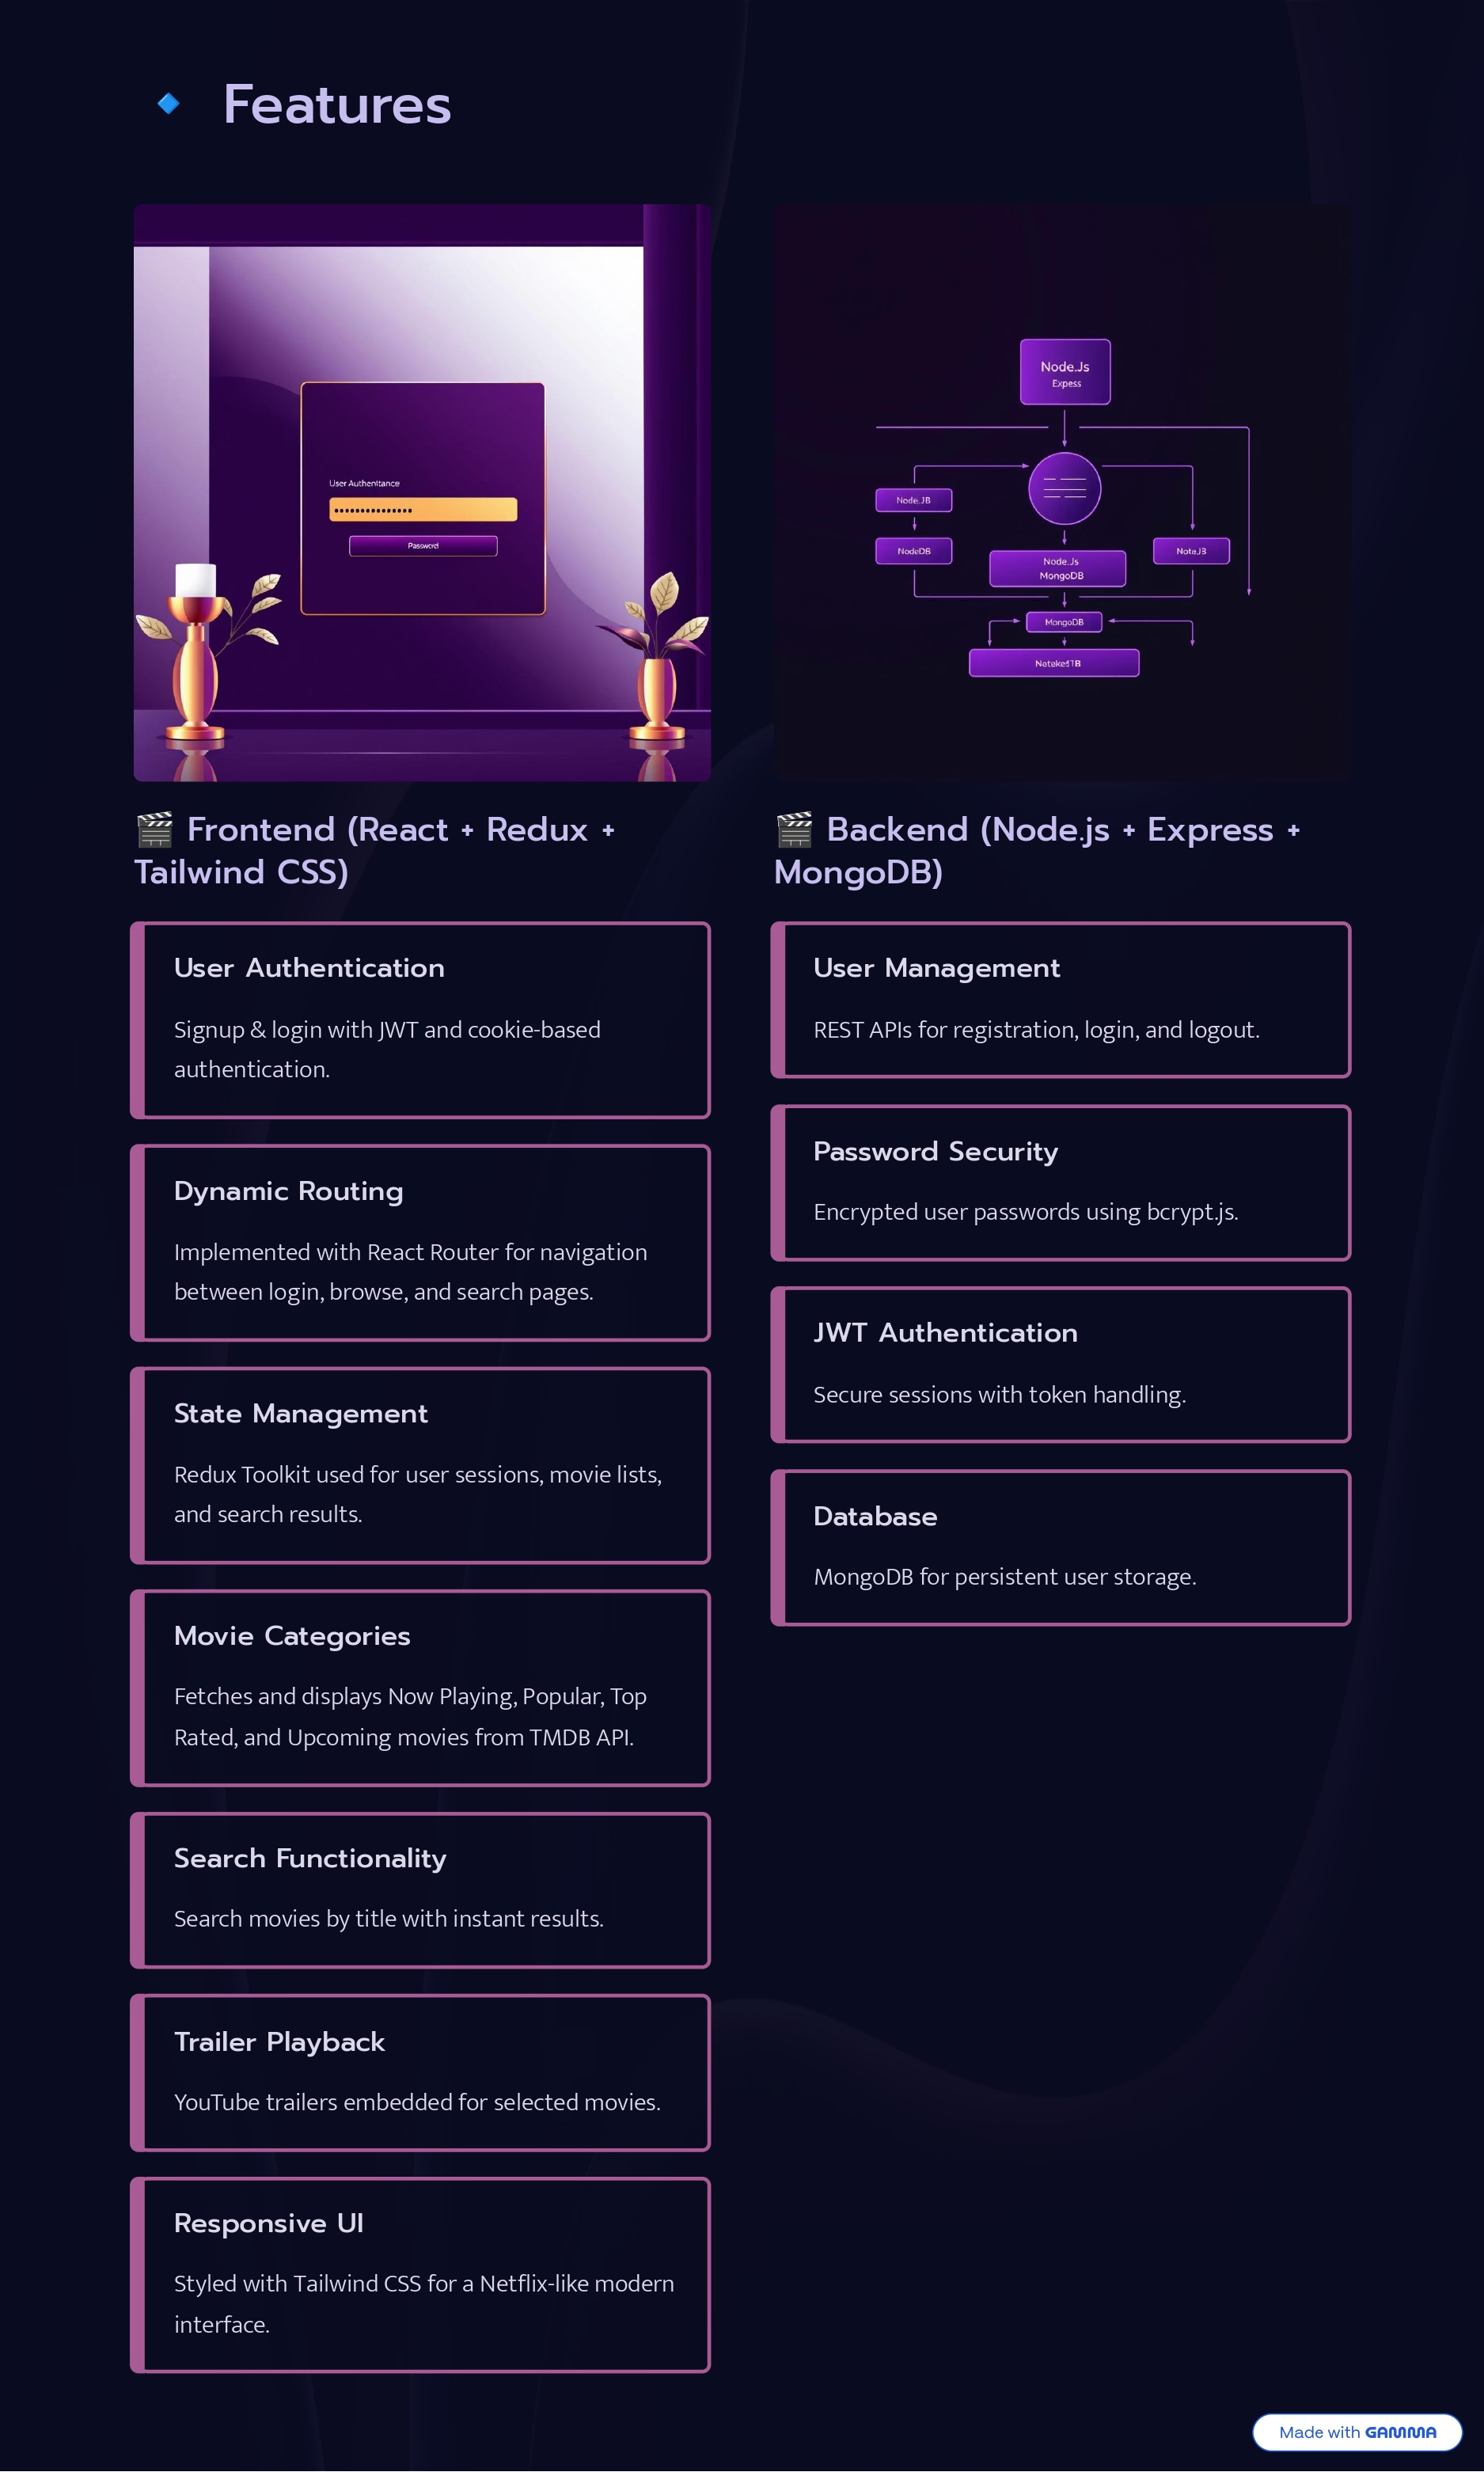 🔹 Features
User Authenttance
•••••••••••••••
Password
Node.Js
Expess
Node.JB
NodeDB
Node.Js
MongoDB
NoteJB
MongoDB
🎬 Frontend (React + Redux +
Tailwind CSS)
User Authentication
Signup & login with JWT and cookie-based
authentication.
Dynamic Routing
Implemented with React Router for navigation
between login, browse, and search pages.
State Management
Redux Toolkit used for user sessions, movie lists,
and search results.
Movie Categories
Fetches and displays Now Playing, Popular, Top
Rated, and Upcoming movies from TMDB API.
Search Functionality
Search movies by title with instant results.
Trailer Playback
YouTube trailers embedded for selected movies.
Responsive UI
Styled with Tailwind CSS for a Netflix-like modern
interface.
🎬 Backend (Node.js + Express +
MongoDB)
User Management
REST APIs for registration, login, and logout.
Password Security
Encrypted user passwords using bcrypt.js.
JWT Authentication
Secure sessions with token handling.
Database
MongoDB for persistent user storage.
Made with GAMMA